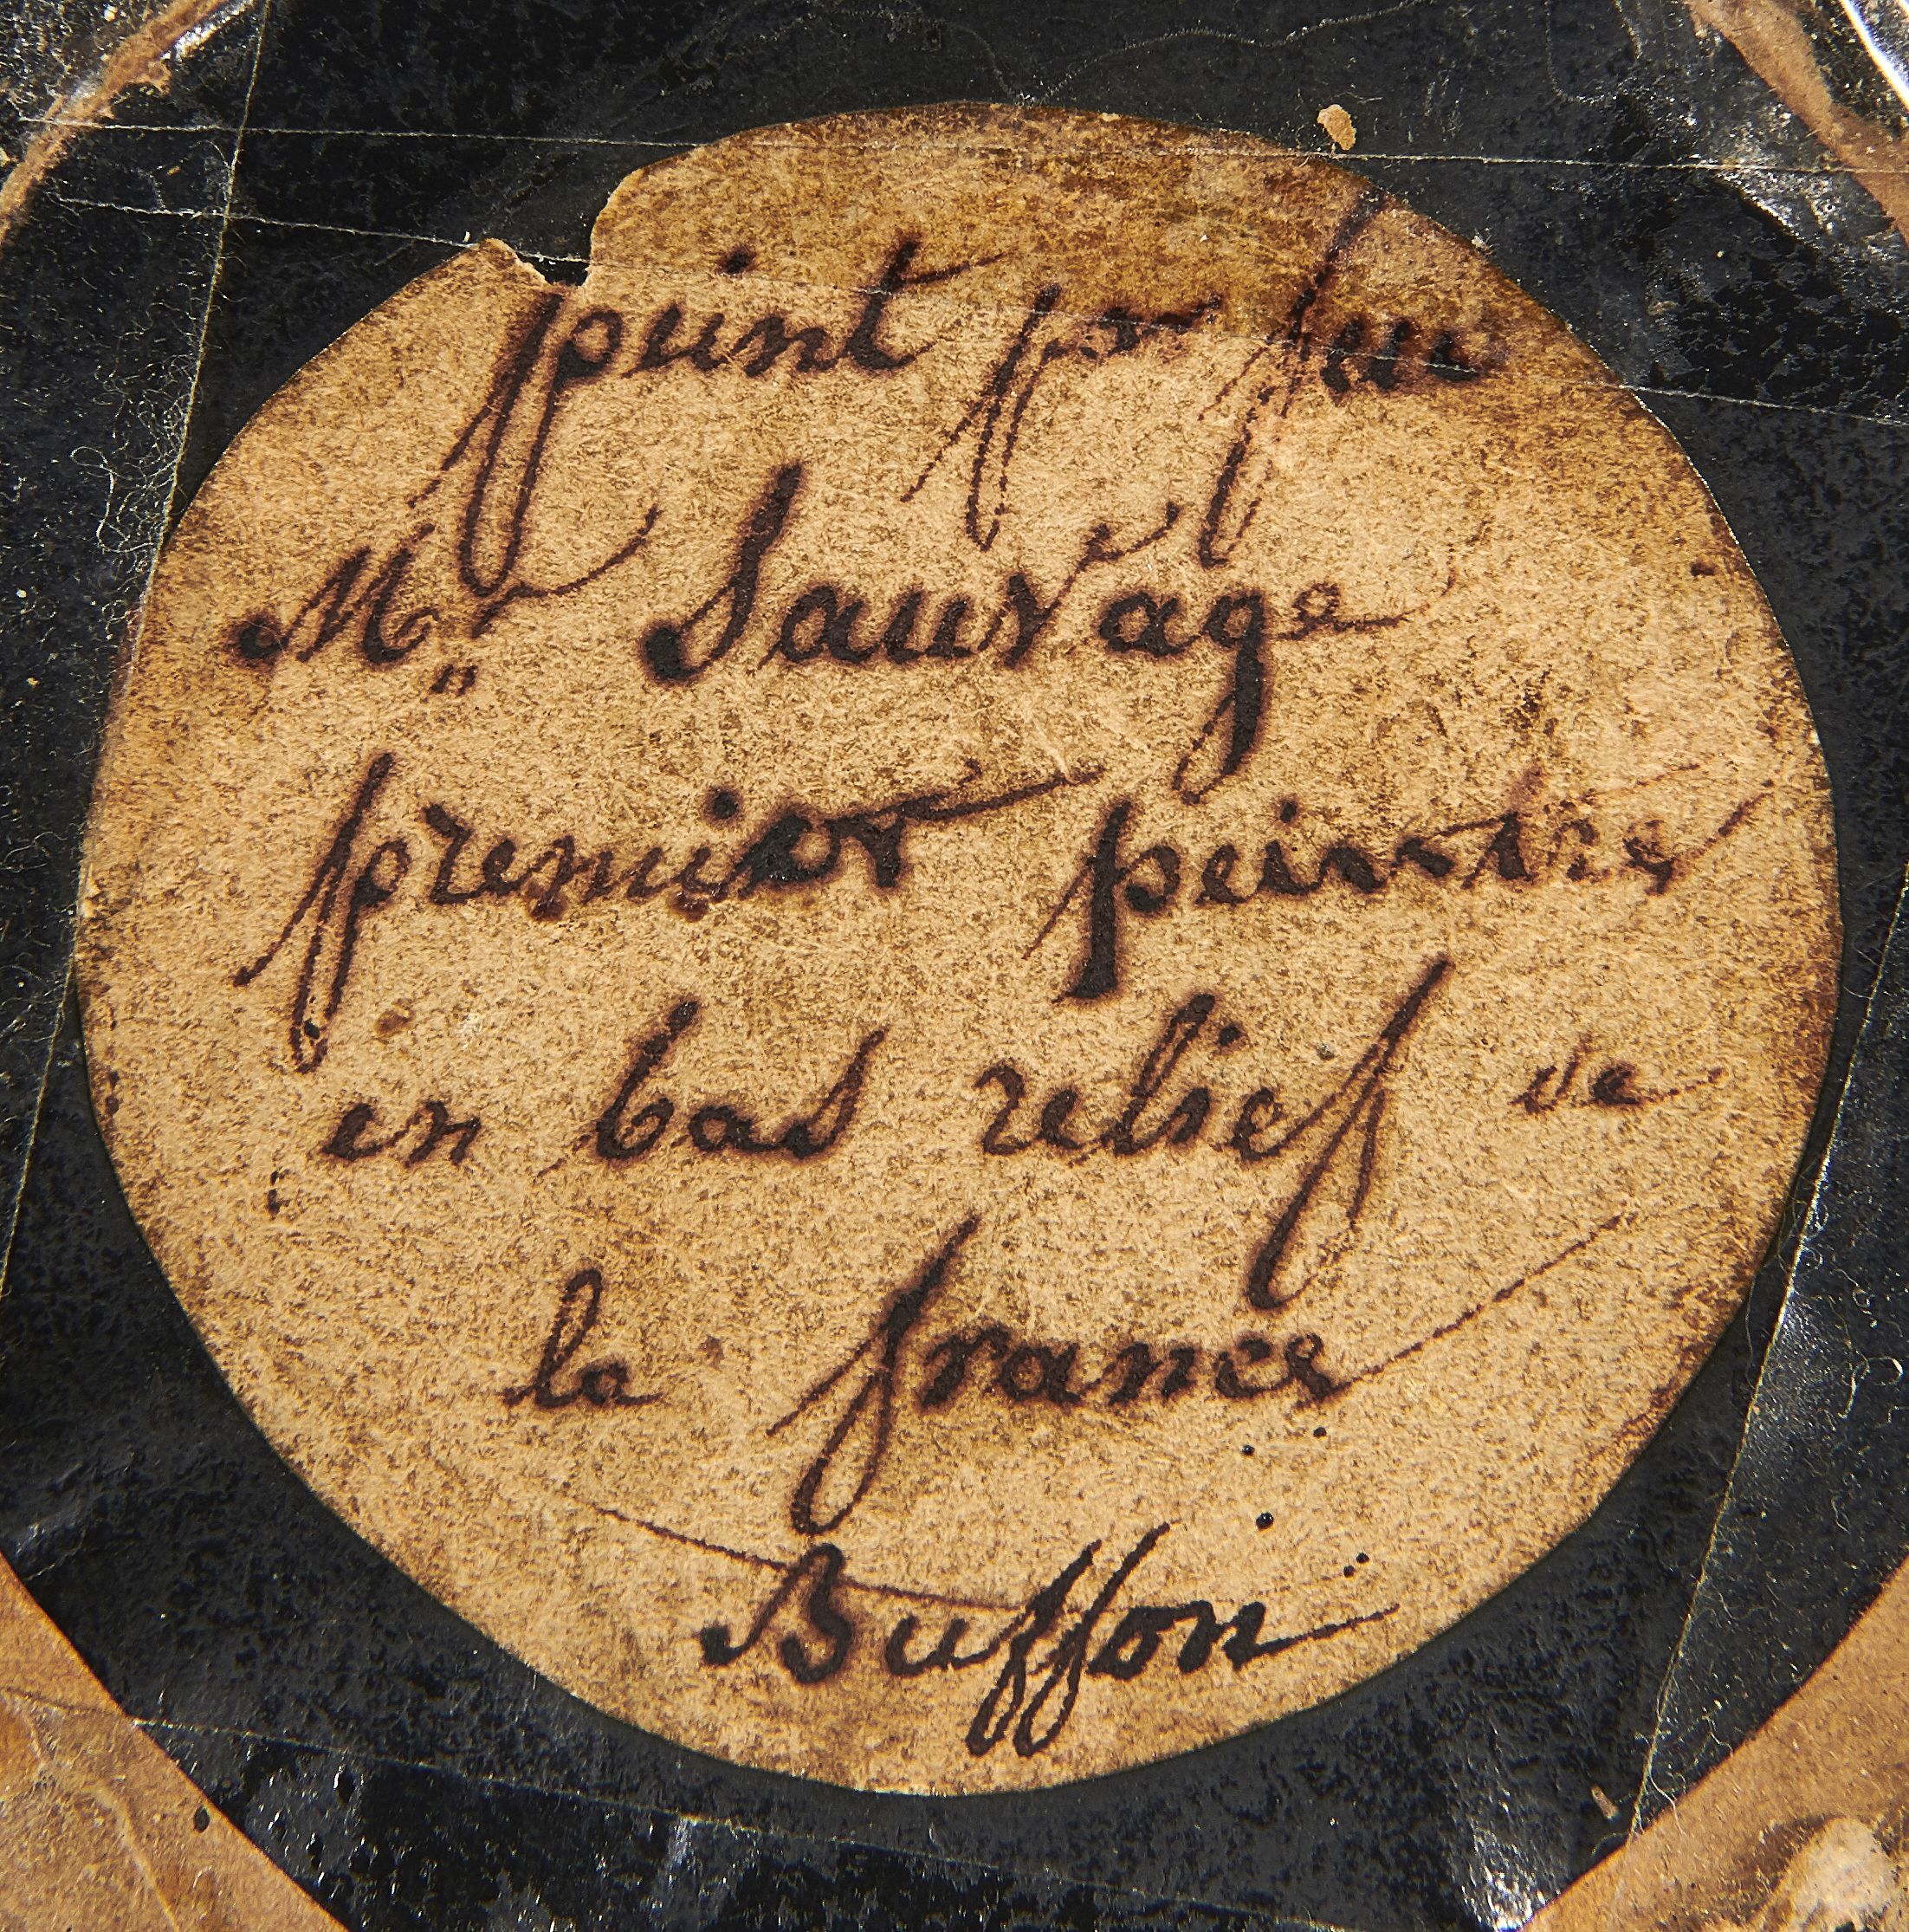 peint par feu
Mr Sauvage
premier peintre
en bas relief de
la france
Buffon